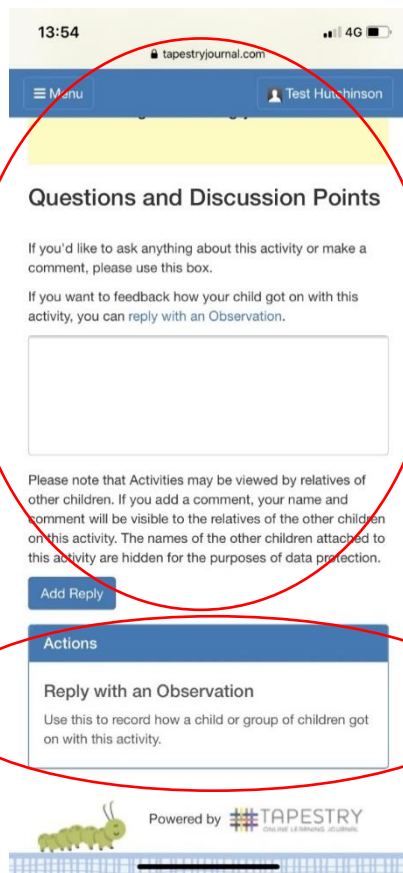 13:54
4G
tapestryjournal.com
Menu
Test Hutchinson
Questions and Discussion Points
If you'd like to ask anything about this activity or make a
comment, please use this box.
If you want to feedback how your child got on with this
activity, you can reply with an Observation.
Please note that Activities may be viewed by relatives of
other children. If you add a comment, your name and
comment will be visible to the relatives of the other children
on this activity. The names of the other children attached to
this activity are hidden for the purposes of data protection.
Add Reply
Actions
Reply with an Observation
Use this to record how a child or group of children got
on with this activity.
Powered by TAPESTRY
ONLINE LEARNING JOURNAL